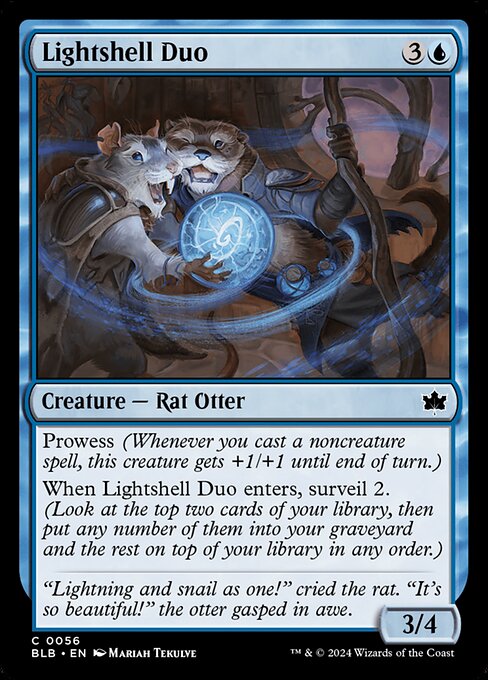 Lightshell Duo 3
Creature — Rat Otter
Prowess (Whenever you cast a noncreature
spell, this creature gets +1/+1 until end of turn.)
When Lightshell Duo enters, surveil 2.
(Look at the top two cards of your library, then
put any number of them into your graveyard
and the rest on top of your library in any order.)
“Lightning and snail as one!” cried the rat. “It’s
so beautiful!” the otter gasped in awe.
3/4
C 0056
BLB • EN Mariah Tekulve
™ & © 2024 Wizards of the Coast